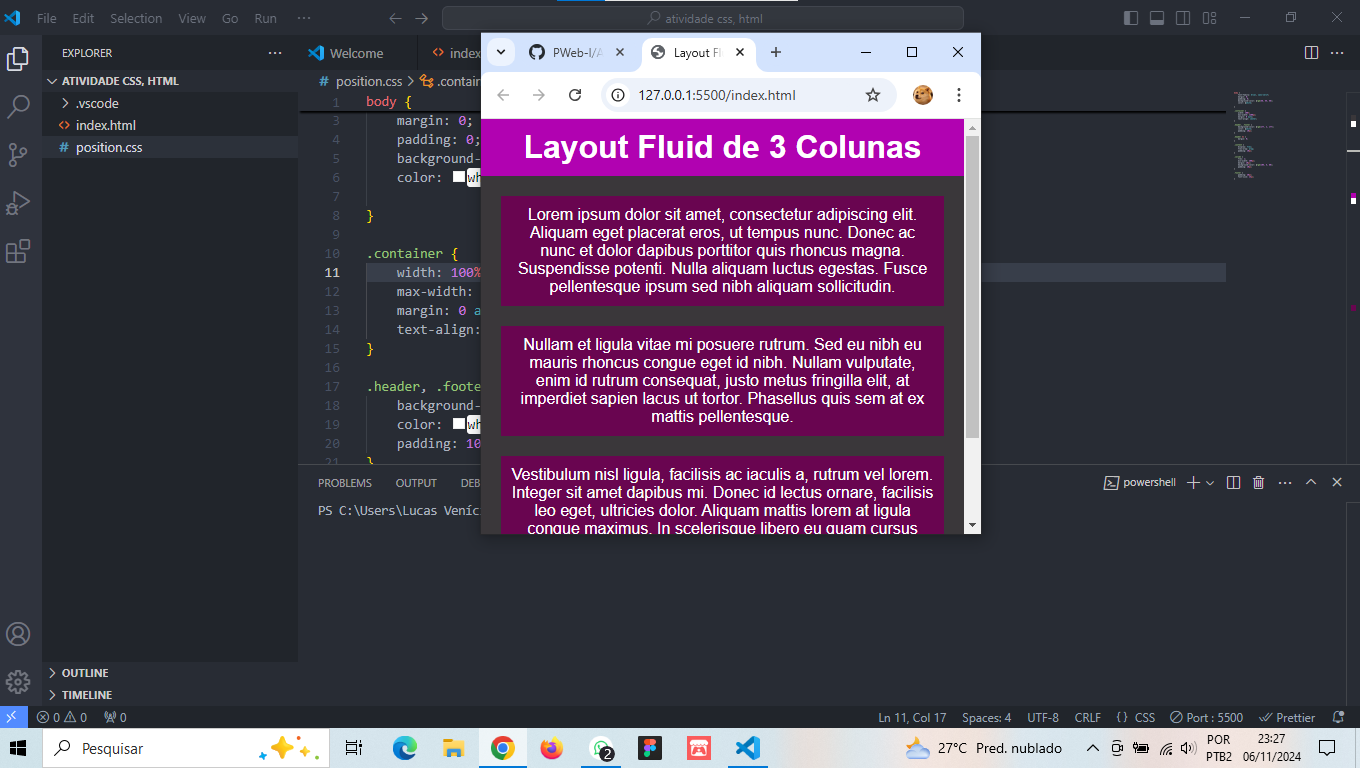 File Edit Selection View Go Run ···
atividade css, html
EXPLORER
ATIVIDADE CSS, HTML
.vscode
index.html
position.css
OUTLINE
TIMELINE
Welcome
index
# position.css > .container
1 body {
3 margin: 0;
4 padding: 0;
5 background-
6 color: wh
7
8 }
9
10 .container {
11 width: 100%
12 max-width:
13 margin: 0 a
14 text-align:
15 }
16
17 .header, .foote
18 background-
19 color: wh
20 padding: 10
21 }
PWeb-I/A
Layout Fl
127.0.0.1:5500/index.html
Layout Fluid de 3 Colunas
Lorem ipsum dolor sit amet, consectetur adipiscing elit.
Aliquam eget placerat eros, ut tempus nunc. Donec ac
nunc et dolor dapibus porttitor quis rhoncus magna.
Suspendisse potenti. Nulla aliquam luctus egestas. Fusce
pellentesque ipsum sed nibh aliquam sollicitudin.
Nullam et ligula vitae mi posuere rutrum. Sed eu nibh eu
mauris rhoncus congue eget id nibh. Nullam vulputate,
enim id rutrum consequat, justo metus fringilla elit, at
imperdiet sapien lacus ut tortor. Phasellus quis sem at ex
mattis pellentesque.
Vestibulum nisl ligula, facilisis ac iaculis a, rutrum vel lorem.
Integer sit amet dapibus mi. Donec id lectus ornare, facilisis
leo eget, ultricies dolor. Aliquam mattis lorem at ligula
congue maximus. In scelerisque libero eu quam cursus
PROBLEMS OUTPUT DEB
powershell
PS C:\Users\Lucas Veníc
0 0 0
Ln 11, Col 17 Spaces: 4 UTF-8 CRLF {} CSS Port : 5500 Prettier
Pesquisar
2
27°C Pred. nublado
POR
PTB2
23:27
06/11/2024